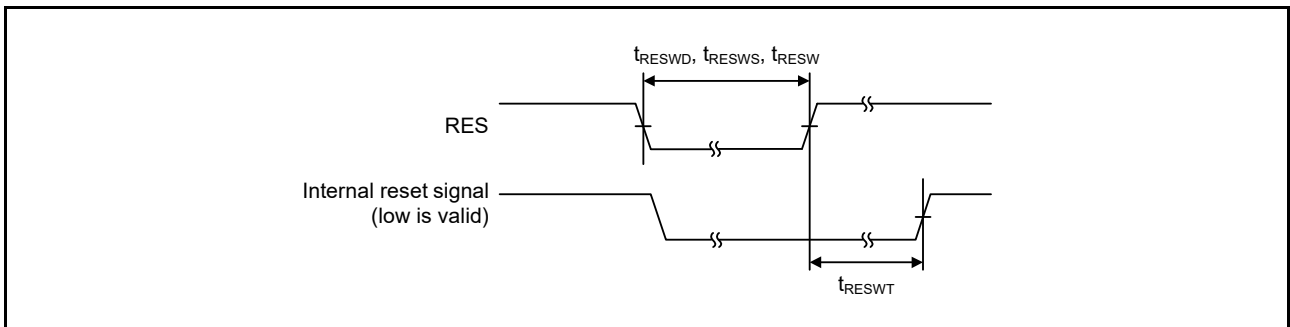 tRESWD, tRESWS, tRESW
RES
Internal reset signal
(low is valid)
tRESWT